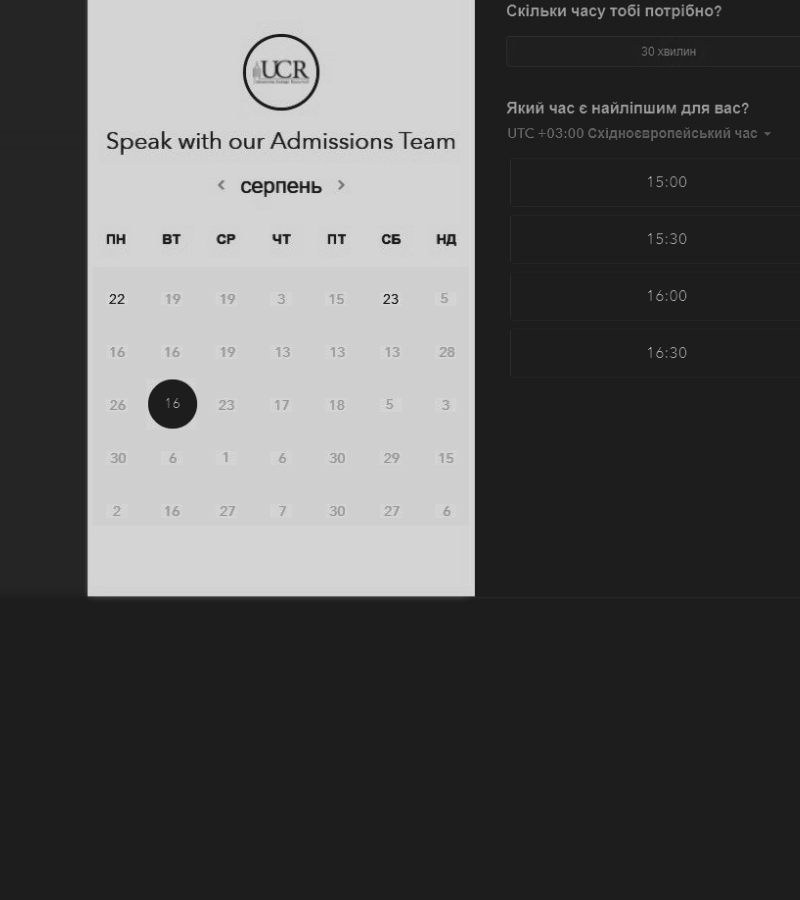 UCR
Speak with our Admissions Team
< серпень >
ПН ВТ СР ЧТ ПТ СБ НД
22 19 19 3 15 23 5
16 16 19 13 13 13 28
26 16 23 17 18 5 3
30 6 1 6 30 29 15
2 16 27 7 30 27 6
Скільки часу тобі потрібно?
30 хвилин
Який час є найліпшим для вас?
UTC +03:00 Східноєвропейський час
15:00
15:30
16:00
16:30